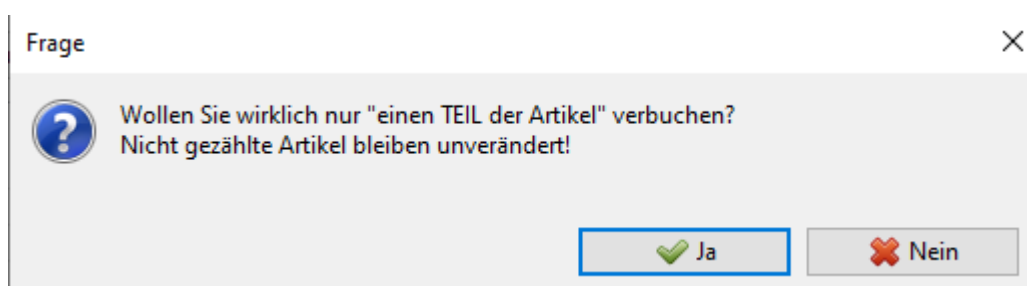 Frage
Wollen Sie wirklich nur "einen TEIL der Artikel" verbuchen?
Nicht gezählte Artikel bleiben unverändert!
Ja
Nein